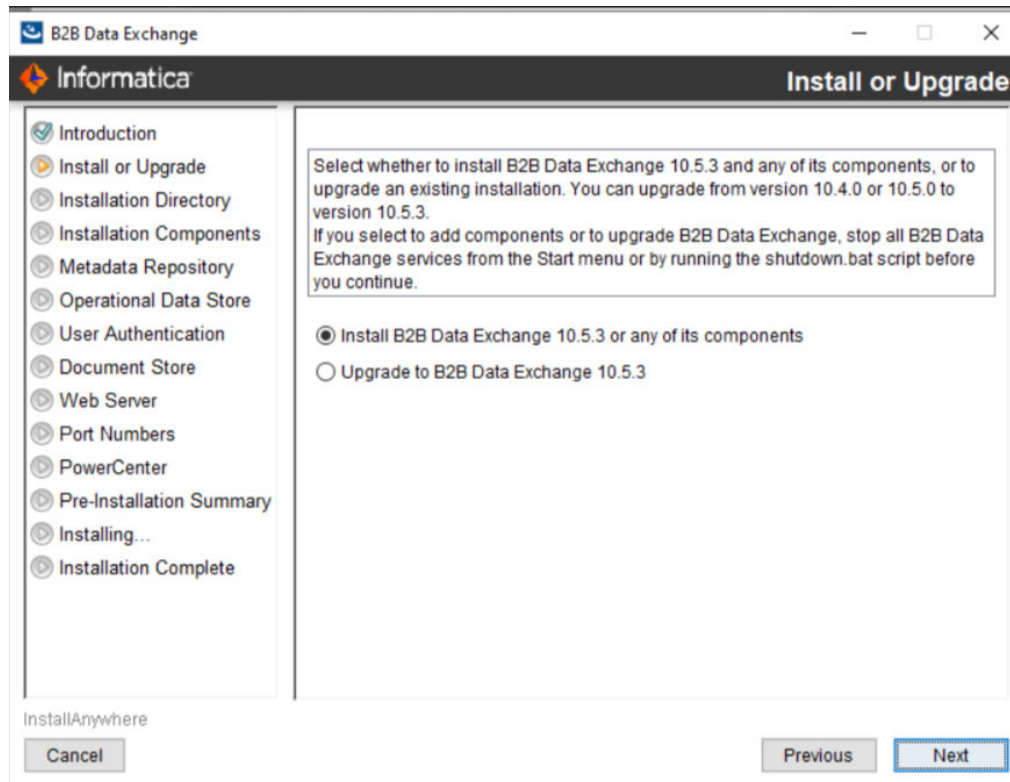 B2B Data Exchange
Informatica
Install or Upgrade
Introduction
Install or Upgrade
Installation Directory
Installation Components
Metadata Repository
Operational Data Store
User Authentication
Document Store
Web Server
Port Numbers
PowerCenter
Pre-Installation Summary
Installing...
Installation Complete
Select whether to install B2B Data Exchange 10.5.3 and any of its components, or to
upgrade an existing installation. You can upgrade from version 10.4.0 or 10.5.0 to
version 10.5.3.
If you select to add components or to upgrade B2B Data Exchange, stop all B2B Data
Exchange services from the Start menu or by running the shutdown.bat script before
you continue.
Install B2B Data Exchange 10.5.3 or any of its components
Upgrade to B2B Data Exchange 10.5.3
InstallAnywhere
Cancel
Previous
Next